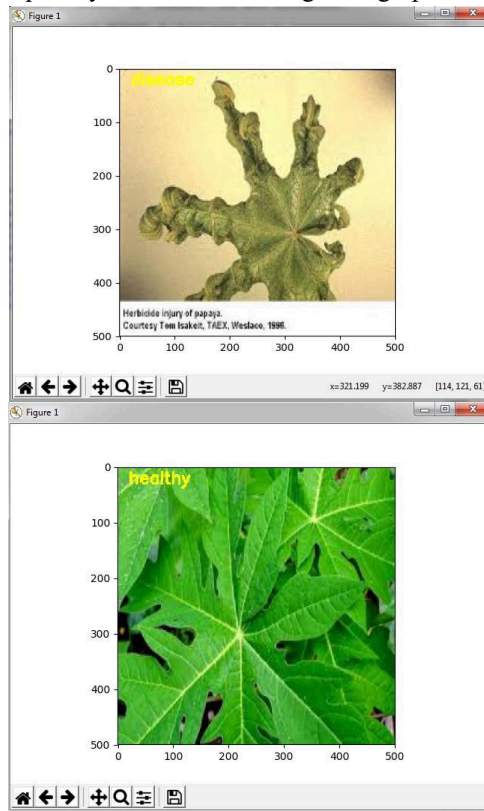 Figure 1
disease
0
100
200
300
400
500
Herbicide injury of papaya.
Courtesy Tom Isakeit, TAEX, Weslaco, 1996.
0 100 200 300 400 500
x=321.199 y=382.887 [114, 121, 61]
Figure 1
healthy
0
100
200
300
400
500
0 100 200 300 400 500